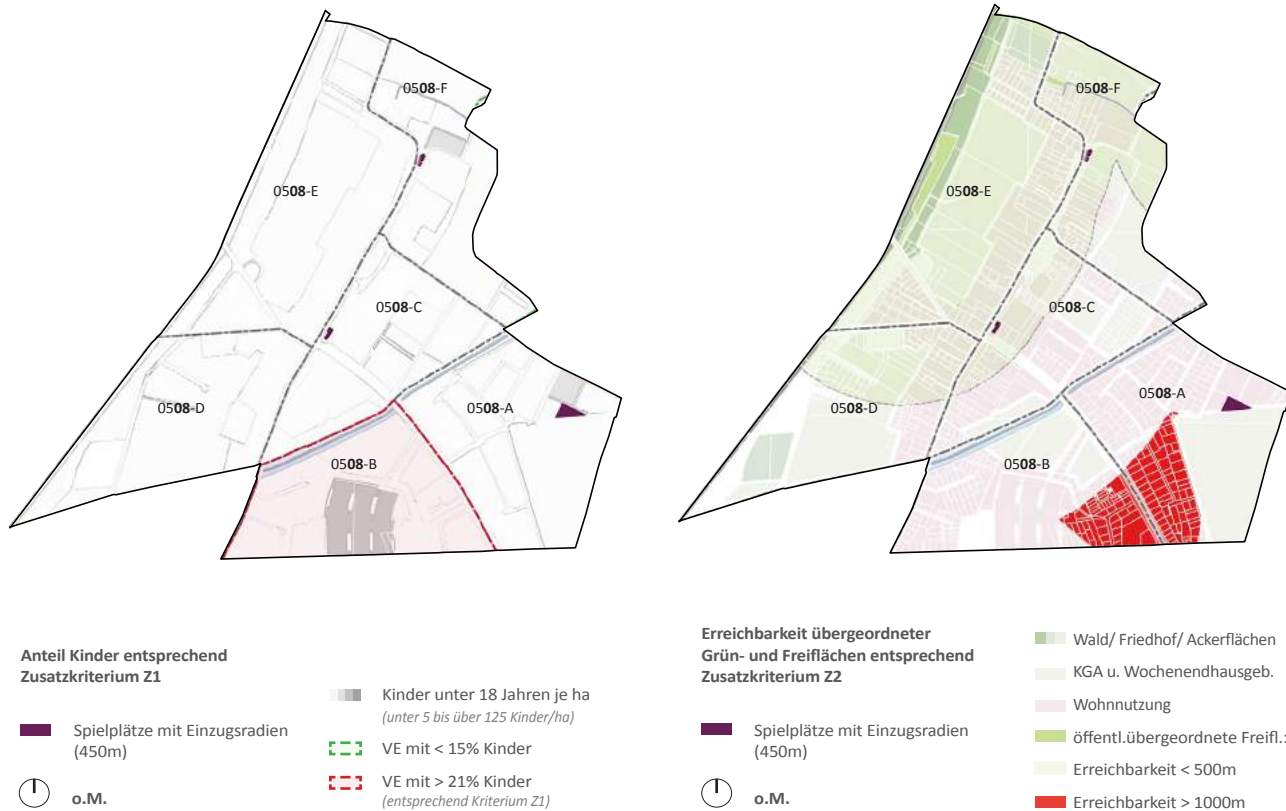 0508-F
0508-E
0508-C
0508-D
0508-A
0508-B
Anteil Kinder entsprechend
Zusatzkriterium Z1
Spielplätze mit Einzugsradien
(450m)
o.M.
Kinder unter 18 Jahren je ha
(unter 5 bis über 125 Kinder/ha)
VE mit < 15% Kinder
VE mit > 21% Kinder
(entsprechend Kriterium Z1)
0508-F
0508-E
0508-C
0508-D
0508-A
0508-B
Erreichbarkeit übergeordneter
Grün- und Freiflächen entsprechend
Zusatzkriterium Z2
Spielplätze mit Einzugsradien
(450m)
o.M.
Wald/ Friedhof/ Ackerflächen
KGA u. Wochenendhausgeb.
Wohnnutzung
öffentl.übergeordnete Freifl.:
Erreichbarkeit < 500m
Erreichbarkeit > 1000m